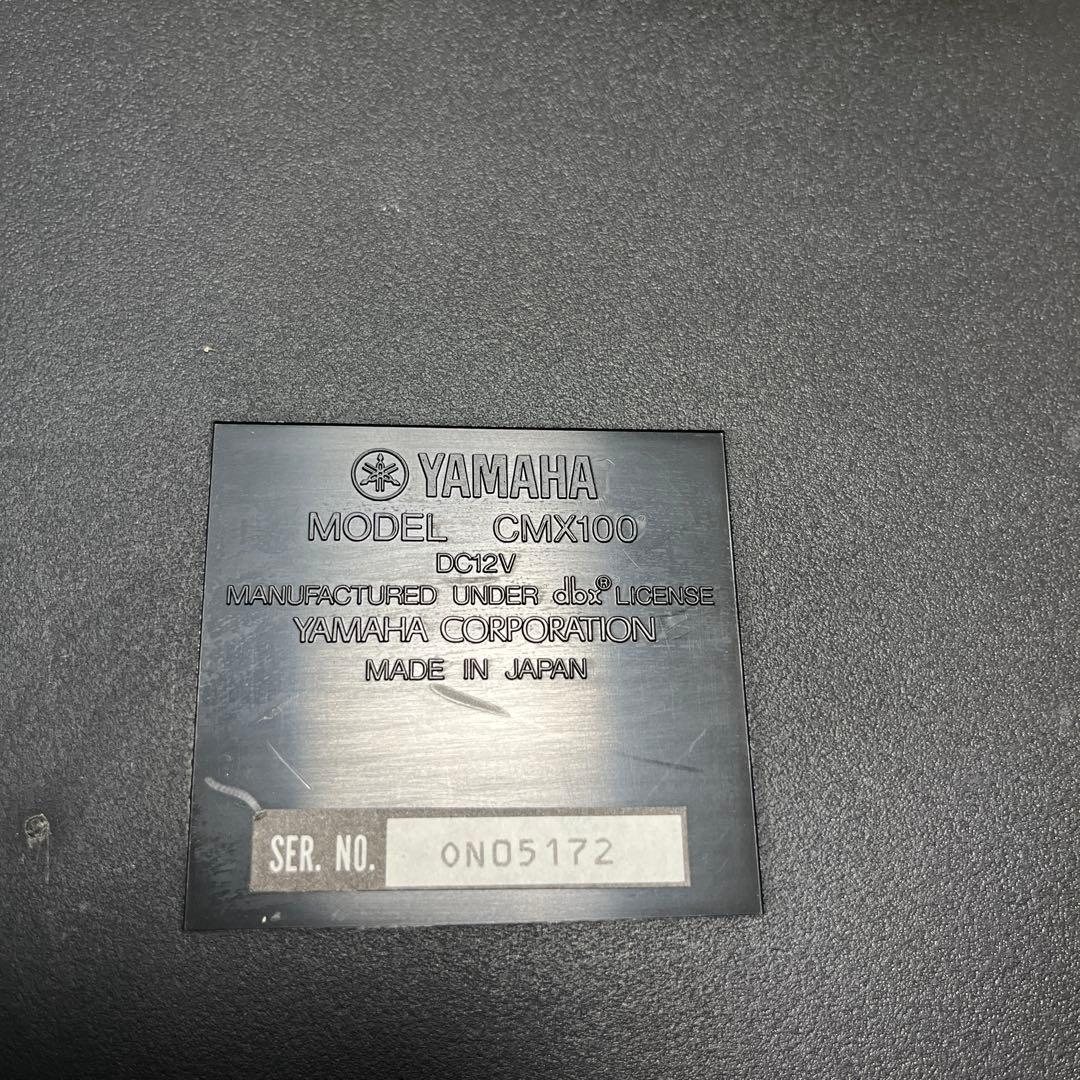 YAMAHA
MODEL CMX100
DC12V
MANUFACTURED UNDER dbx® LICENSE
YAMAHA CORPORATION
MADE IN JAPAN
SER. NO. 0N05172